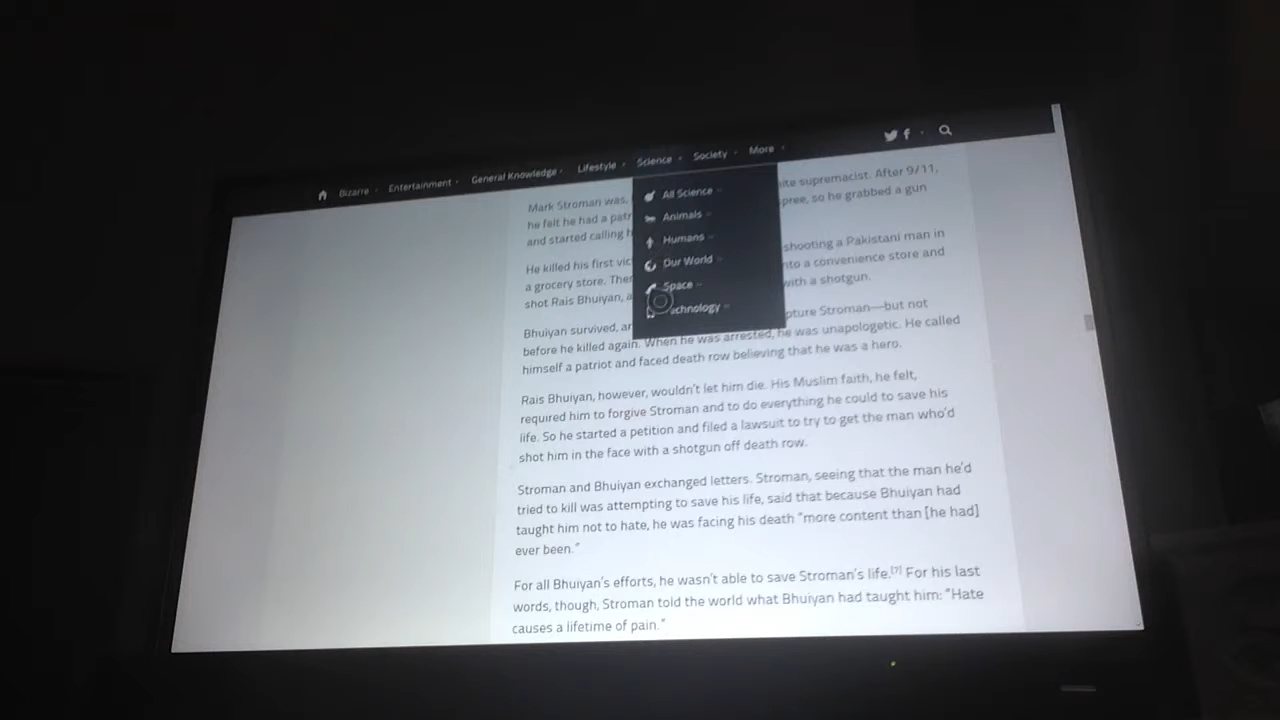 Bizarre Entertainment General Knowledge Lifestyle Science Society More
All Science
Animals
Humans
Our World
Space
Technology
Mark Stroman was, ite supremacist. After 9/11,
he felt he had a patr spree, so he grabbed a gun
and started calling h
He killed his first vic shooting a Pakistani man in
a grocery store. Then nto a convenience store and
shot Rais Bhuiyan, a with a shotgun.
Bhuiyan survived, an pture Stroman—but not
before he killed again. When he was arrested, he was unapologetic. He called
himself a patriot and faced death row believing that he was a hero.
Rais Bhuiyan, however, wouldn't let him die. His Muslim faith, he felt,
required him to forgive Stroman and to do everything he could to save his
life. So he started a petition and filed a lawsuit to try to get the man who'd
shot him in the face with a shotgun off death row.
Stroman and Bhuiyan exchanged letters. Stroman, seeing that the man he'd
tried to kill was attempting to save his life, said that because Bhuiyan had
taught him not to hate, he was facing his death "more content than [he had]
ever been."
For all Bhuiyan's efforts, he wasn't able to save Stroman's life.[7] For his last
words, though, Stroman told the world what Bhuiyan had taught him: "Hate
causes a lifetime of pain."